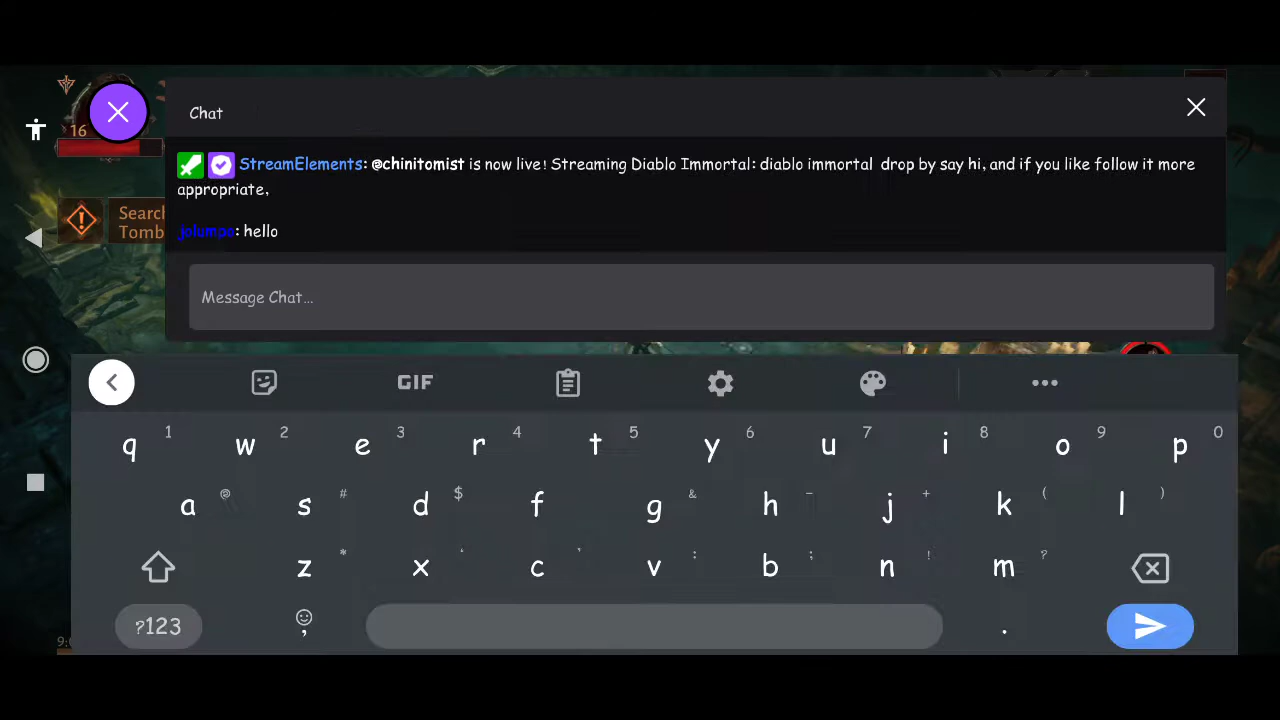 Chat
16
StreamElements: @chinitomist is now live! Streaming Diablo Immortal: diablo immortal drop by say hi, and if you like follow it more
appropriate,
Search
Tomb
jolumpo: hello
Message Chat...
GIF
q 1 w 2 e 3 r 4 t 5 y 6 u 7 i 8 o 9 p 0
a @ s # d $ f g & h - j + k ( l )
z * x ' c ' v : b ; n ! m ?
?123 , .